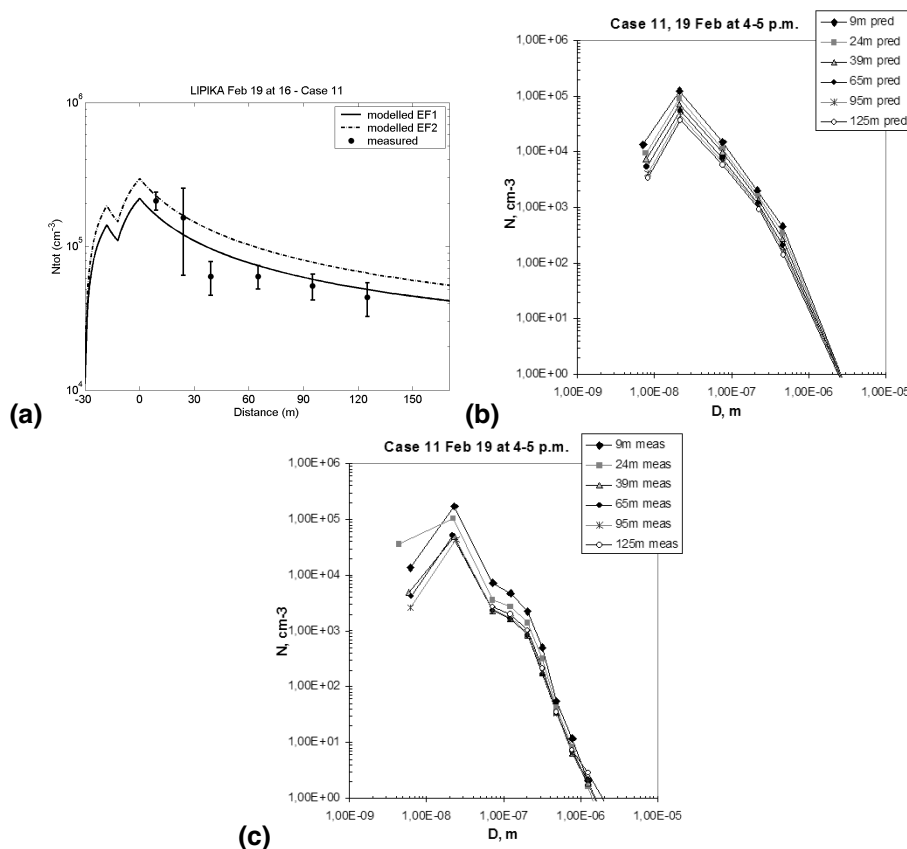 LIPIKA Feb 19 at 16 - Case 11
10^6
10^5
10^4
Ntot (cm^-3)
modelled EF1
modelled EF2
measured
-30 0 30 60 90 120 150
Distance (m)
(a)
Case 11, 19 Feb at 4-5 p.m.
1,00E+06
1,00E+05
1,00E+04
1,00E+03
1,00E+02
1,00E+01
1,00E+00
N, cm-3
9m pred
24m pred
39m pred
65m pred
95m pred
125m pred
1,00E-09 1,00E-08 1,00E-07 1,00E-06 1,00E-05
D, m
(b)
Case 11 Feb 19 at 4-5 p.m.
1,00E+06
1,00E+05
1,00E+04
1,00E+03
1,00E+02
1,00E+01
1,00E+00
N, cm-3
9m meas
24m meas
39m meas
65m meas
95m meas
125m meas
1,00E-09 1,00E-08 1,00E-07 1,00E-06 1,00E-05
D, m
(c)